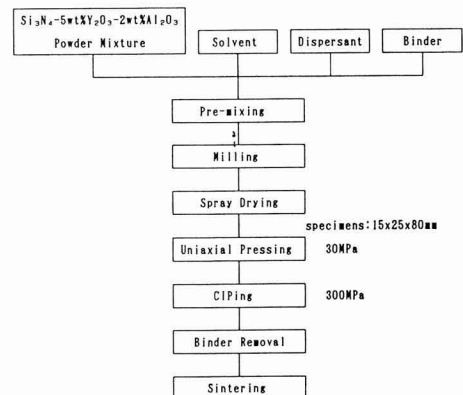 Si₃N₄-5wt%Y₂O₃-2wt%Al₂O₃
Powder Mixture
Solvent
Dispersant
Binder
Pre-mixing
Milling
Spray Drying
specimens:15x25x80mm
Uniaxial Pressing
30MPa
CIPing
300MPa
Binder Removal
Sintering